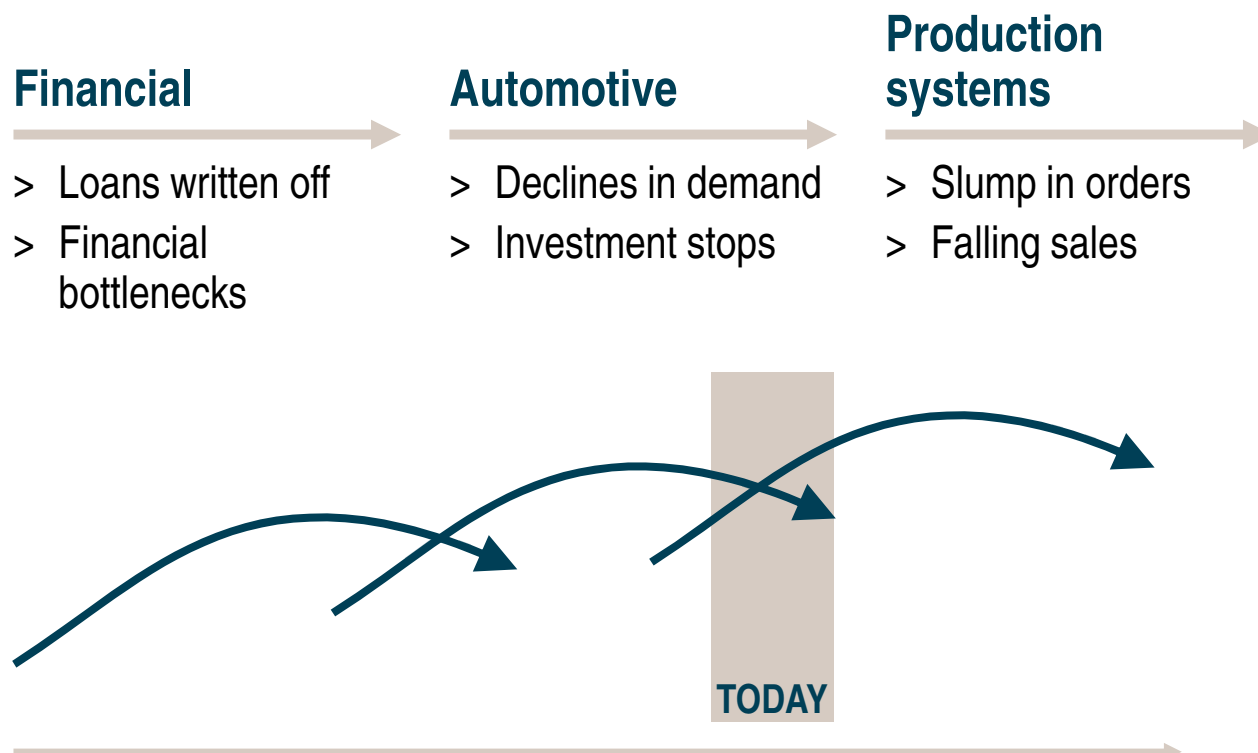 Financial
> Loans written off
> Financial
bottlenecks
Automotive
> Declines in demand
> Investment stops
Production
systems
> Slump in orders
> Falling sales
TODAY